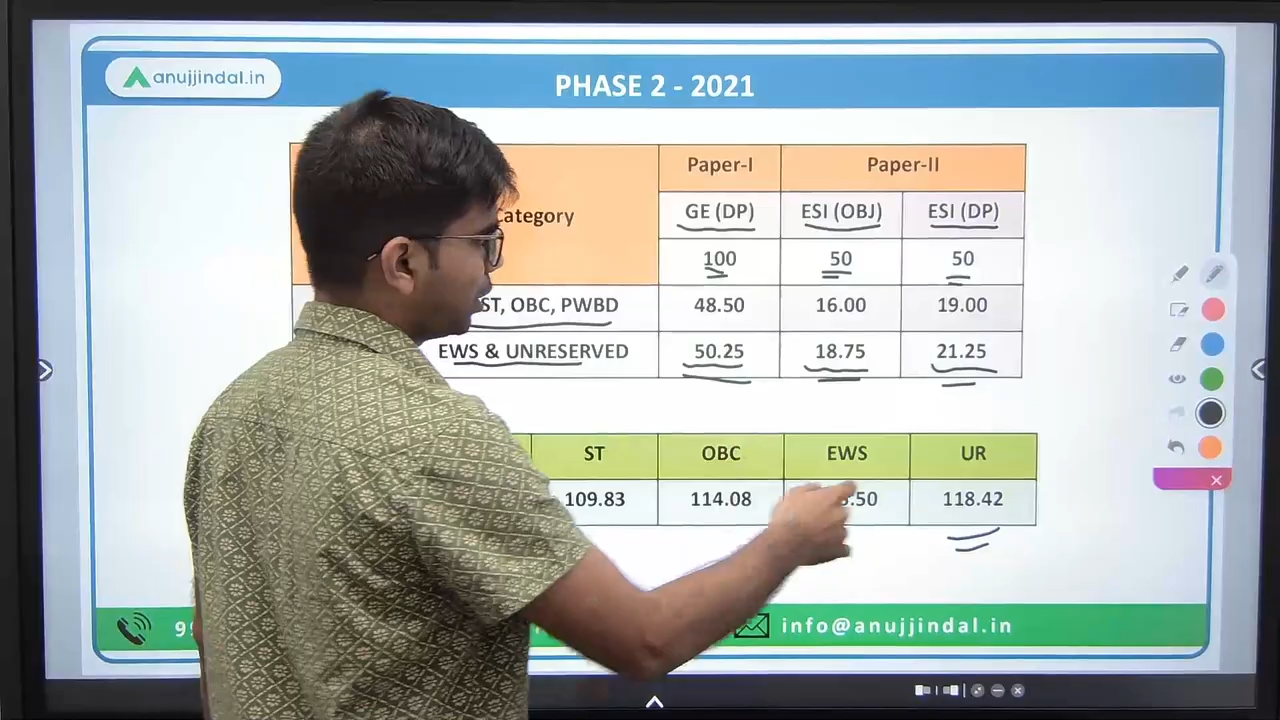 anujjindal.in
PHASE 2 - 2021
Category
Paper-I
Paper-II
GE (DP)
ESI (OBJ)
ESI (DP)
100
50
50
ST, OBC, PWBD
48.50
16.00
19.00
EWS & UNRESERVED
50.25
18.75
21.25
ST
OBC
EWS
UR
109.83
114.08
.50
118.42
info@anujjindal.in